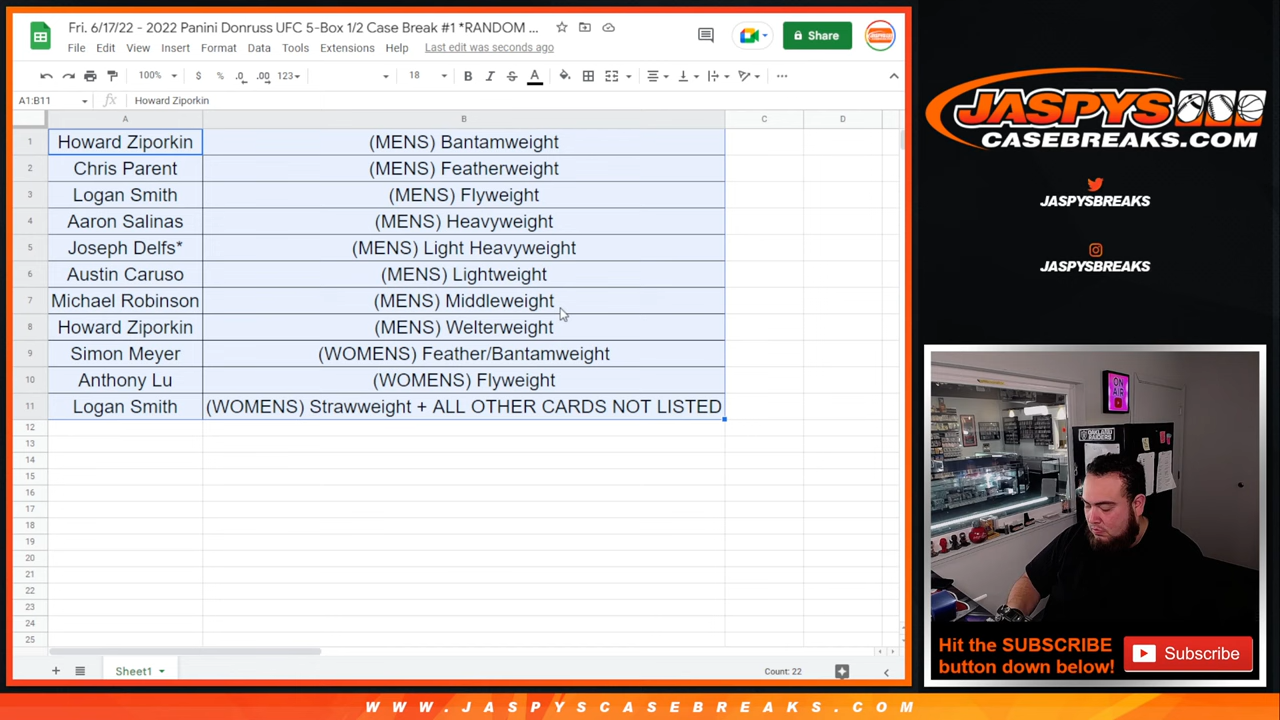 Fri. 6/17/22 - 2022 Panini Donruss UFC 5-Box 1/2 Case Break #1 *RANDOM ...
File Edit View Insert Format Data Tools Extensions Help Last edit was seconds ago
Share
100% $ % .0 .00 123 18 B I S A
A1:B11 fx Howard Ziporkin
A B C D
1 Howard Ziporkin (MENS) Bantamweight
2 Chris Parent (MENS) Featherweight
3 Logan Smith (MENS) Flyweight
4 Aaron Salinas (MENS) Heavyweight
5 Joseph Delfs* (MENS) Light Heavyweight
6 Austin Caruso (MENS) Lightweight
7 Michael Robinson (MENS) Middleweight
8 Howard Ziporkin (MENS) Welterweight
9 Simon Meyer (WOMENS) Feather/Bantamweight
10 Anthony Lu (WOMENS) Flyweight
11 Logan Smith (WOMENS) Strawweight + ALL OTHER CARDS NOT LISTED
12
13
14
15
16
17
18
19
20
21
22
23
24
25
Sheet1 Count: 22
JASPYS
CASEBREAKS.COM
JASPYSBREAKS
JASPYSBREAKS
ON
AIR
OAKLAND
RAIDERS
Hit the SUBSCRIBE
button down below!
Subscribe
WWW.JASPYSCASEBREAKS.COM